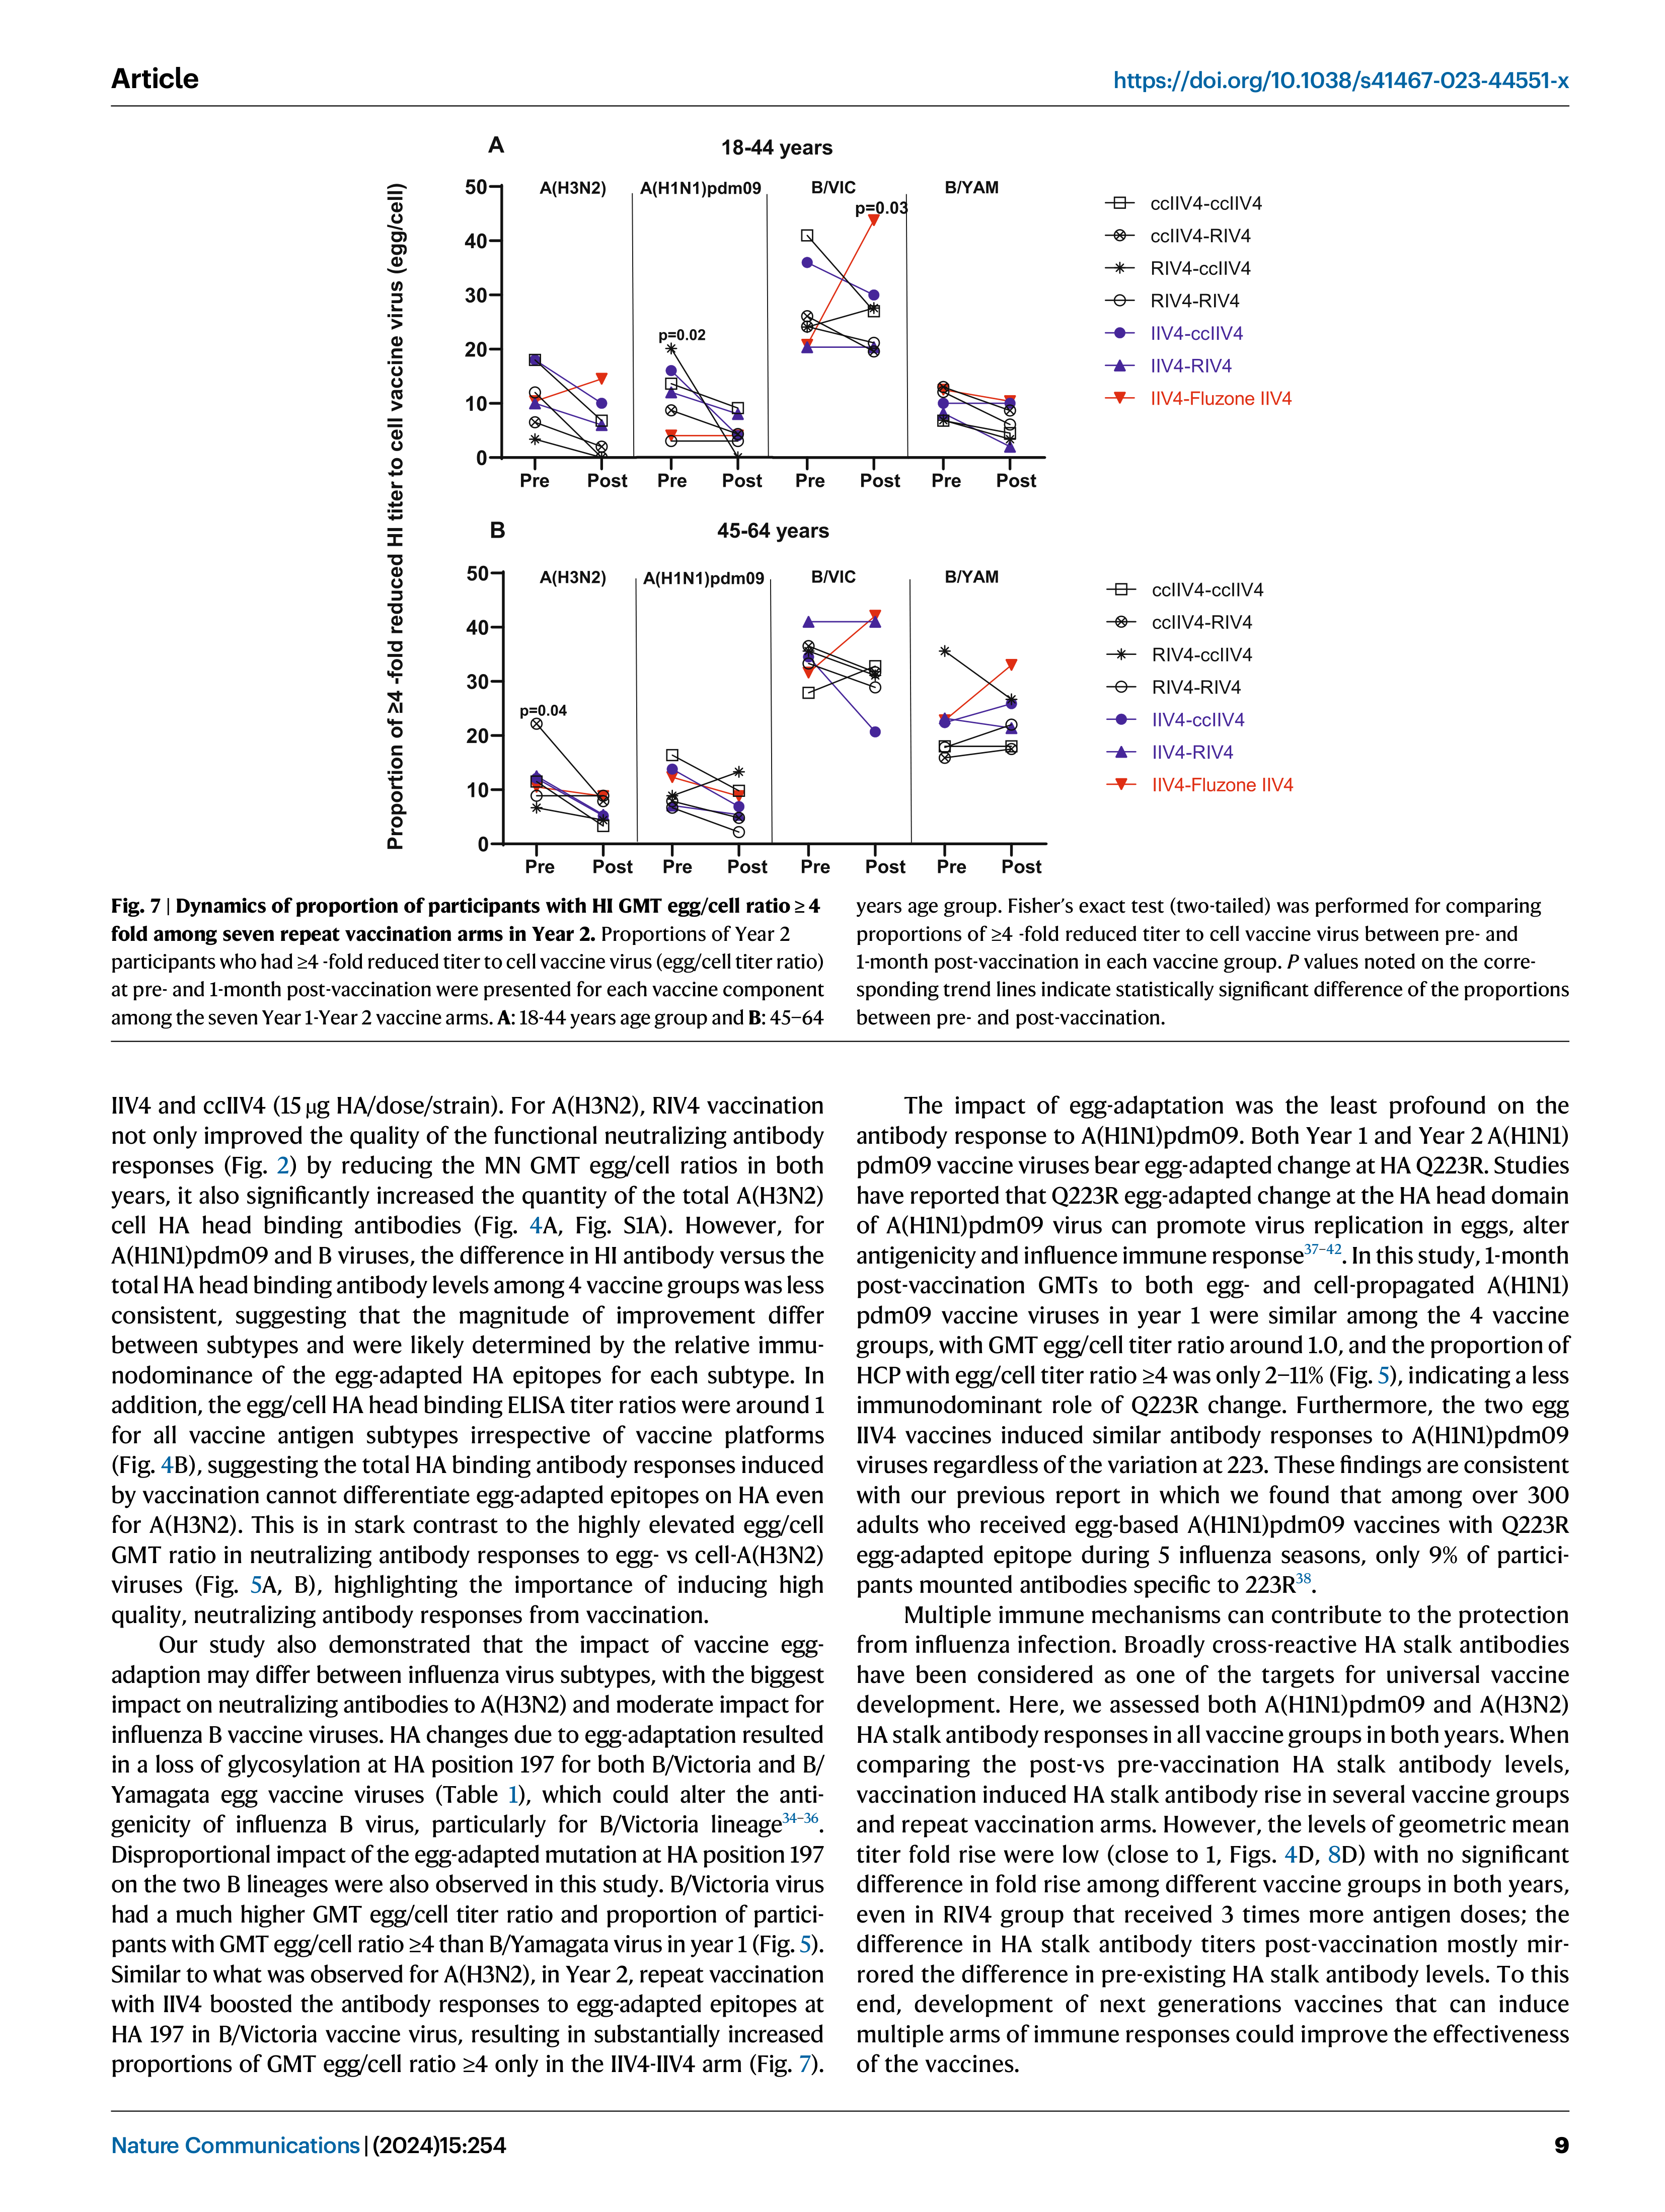 Article
https://doi.org/10.1038/s41467-023-44551-x
Proportion of ≥4 -fold reduced HI titer to cell vaccine virus (egg/cell)
A
18-44 years
A(H3N2)
A(H1N1)pdm09
B/VIC
B/YAM
50
40
30
20
10
0
p=0.02
p=0.03
Pre
Post
Pre
Post
Pre
Post
Pre
Post
ccIIV4-ccIIV4
ccIIV4-RIV4
RIV4-ccIIV4
RIV4-RIV4
IIV4-ccIIV4
IIV4-RIV4
IIV4-Fluzone IIV4
B
45-64 years
A(H3N2)
A(H1N1)pdm09
B/VIC
B/YAM
50
40
30
20
10
0
p=0.04
Pre
Post
Pre
Post
Pre
Post
Pre
Post
ccIIV4-ccIIV4
ccIIV4-RIV4
RIV4-ccIIV4
RIV4-RIV4
IIV4-ccIIV4
IIV4-RIV4
IIV4-Fluzone IIV4
Fig. 7 | Dynamics of proportion of participants with HI GMT egg/cell ratio ≥ 4
fold among seven repeat vaccination arms in Year 2. Proportions of Year 2
participants who had ≥4 -fold reduced titer to cell vaccine virus (egg/cell titer ratio)
at pre- and 1-month post-vaccination were presented for each vaccine component
among the seven Year 1-Year 2 vaccine arms. A: 18-44 years age group and B: 45–64
years age group. Fisher's exact test (two-tailed) was performed for comparing
proportions of ≥4 -fold reduced titer to cell vaccine virus between pre- and
1-month post-vaccination in each vaccine group. P values noted on the corre-
sponding trend lines indicate statistically significant difference of the proportions
between pre- and post-vaccination.
IIV4 and ccIIV4 (15 μg HA/dose/strain). For A(H3N2), RIV4 vaccination
not only improved the quality of the functional neutralizing antibody
responses (Fig. 2) by reducing the MN GMT egg/cell ratios in both
years, it also significantly increased the quantity of the total A(H3N2)
cell HA head binding antibodies (Fig. 4A, Fig. S1A). However, for
A(H1N1)pdm09 and B viruses, the difference in HI antibody versus the
total HA head binding antibody levels among 4 vaccine groups was less
consistent, suggesting that the magnitude of improvement differ
between subtypes and were likely determined by the relative immu-
nodominance of the egg-adapted HA epitopes for each subtype. In
addition, the egg/cell HA head binding ELISA titer ratios were around 1
for all vaccine antigen subtypes irrespective of vaccine platforms
(Fig. 4B), suggesting the total HA binding antibody responses induced
by vaccination cannot differentiate egg-adapted epitopes on HA even
for A(H3N2). This is in stark contrast to the highly elevated egg/cell
GMT ratio in neutralizing antibody responses to egg- vs cell-A(H3N2)
viruses (Fig. 5A, B), highlighting the importance of inducing high
quality, neutralizing antibody responses from vaccination.
Our study also demonstrated that the impact of vaccine egg-
adaption may differ between influenza virus subtypes, with the biggest
impact on neutralizing antibodies to A(H3N2) and moderate impact for
influenza B vaccine viruses. HA changes due to egg-adaptation resulted
in a loss of glycosylation at HA position 197 for both B/Victoria and B/
Yamagata egg vaccine viruses (Table 1), which could alter the anti-
genicity of influenza B virus, particularly for B/Victoria lineage34–36.
Disproportional impact of the egg-adapted mutation at HA position 197
on the two B lineages were also observed in this study. B/Victoria virus
had a much higher GMT egg/cell titer ratio and proportion of partici-
pants with GMT egg/cell ratio ≥4 than B/Yamagata virus in year 1 (Fig. 5).
Similar to what was observed for A(H3N2), in Year 2, repeat vaccination
with IIV4 boosted the antibody responses to egg-adapted epitopes at
HA 197 in B/Victoria vaccine virus, resulting in substantially increased
proportions of GMT egg/cell ratio ≥4 only in the IIV4-IIV4 arm (Fig. 7).
The impact of egg-adaptation was the least profound on the
antibody response to A(H1N1)pdm09. Both Year 1 and Year 2 A(H1N1)
pdm09 vaccine viruses bear egg-adapted change at HA Q223R. Studies
have reported that Q223R egg-adapted change at the HA head domain
of A(H1N1)pdm09 virus can promote virus replication in eggs, alter
antigenicity and influence immune response37–42. In this study, 1-month
post-vaccination GMTs to both egg- and cell-propagated A(H1N1)
pdm09 vaccine viruses in year 1 were similar among the 4 vaccine
groups, with GMT egg/cell titer ratio around 1.0, and the proportion of
HCP with egg/cell titer ratio ≥4 was only 2–11% (Fig. 5), indicating a less
immunodominant role of Q223R change. Furthermore, the two egg
IIV4 vaccines induced similar antibody responses to A(H1N1)pdm09
viruses regardless of the variation at 223. These findings are consistent
with our previous report in which we found that among over 300
adults who received egg-based A(H1N1)pdm09 vaccines with Q223R
egg-adapted epitope during 5 influenza seasons, only 9% of partici-
pants mounted antibodies specific to 223R38.
Multiple immune mechanisms can contribute to the protection
from influenza infection. Broadly cross-reactive HA stalk antibodies
have been considered as one of the targets for universal vaccine
development. Here, we assessed both A(H1N1)pdm09 and A(H3N2)
HA stalk antibody responses in all vaccine groups in both years. When
comparing the post-vs pre-vaccination HA stalk antibody levels,
vaccination induced HA stalk antibody rise in several vaccine groups
and repeat vaccination arms. However, the levels of geometric mean
titer fold rise were low (close to 1, Figs. 4D, 8D) with no significant
difference in fold rise among different vaccine groups in both years,
even in RIV4 group that received 3 times more antigen doses; the
difference in HA stalk antibody titers post-vaccination mostly mir-
rored the difference in pre-existing HA stalk antibody levels. To this
end, development of next generations vaccines that can induce
multiple arms of immune responses could improve the effectiveness
of the vaccines.
Nature Communications | (2024)15:254
9